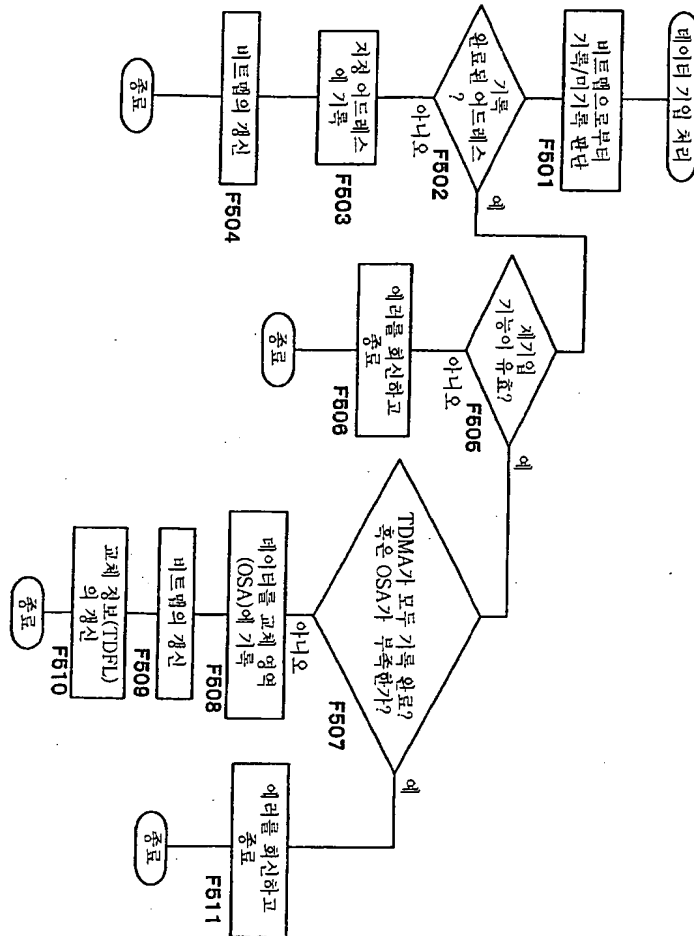 데이터 기입 처리
비트맵으로부터
기록/미기록 판단
F501
기록
완료된 어드레스
?
예
아니오
F502
지정 어드레스
에 기록
F503
비트맵의 갱신
F504
종료
재기입
기능이 유효?
예
아니오
F505
에러를 회신하고
종료
F506
종료
TDMA가 모두 기록 완료?
혹은 OSA가 부족한가?
예
아니오
F507
데이터를 교체 영역
(OSA)에 기록
F508
비트맵의 갱신
F509
교체 정보(TDFL)
의 갱신
F510
종료
에러를 회신하고
종료
F511
종료